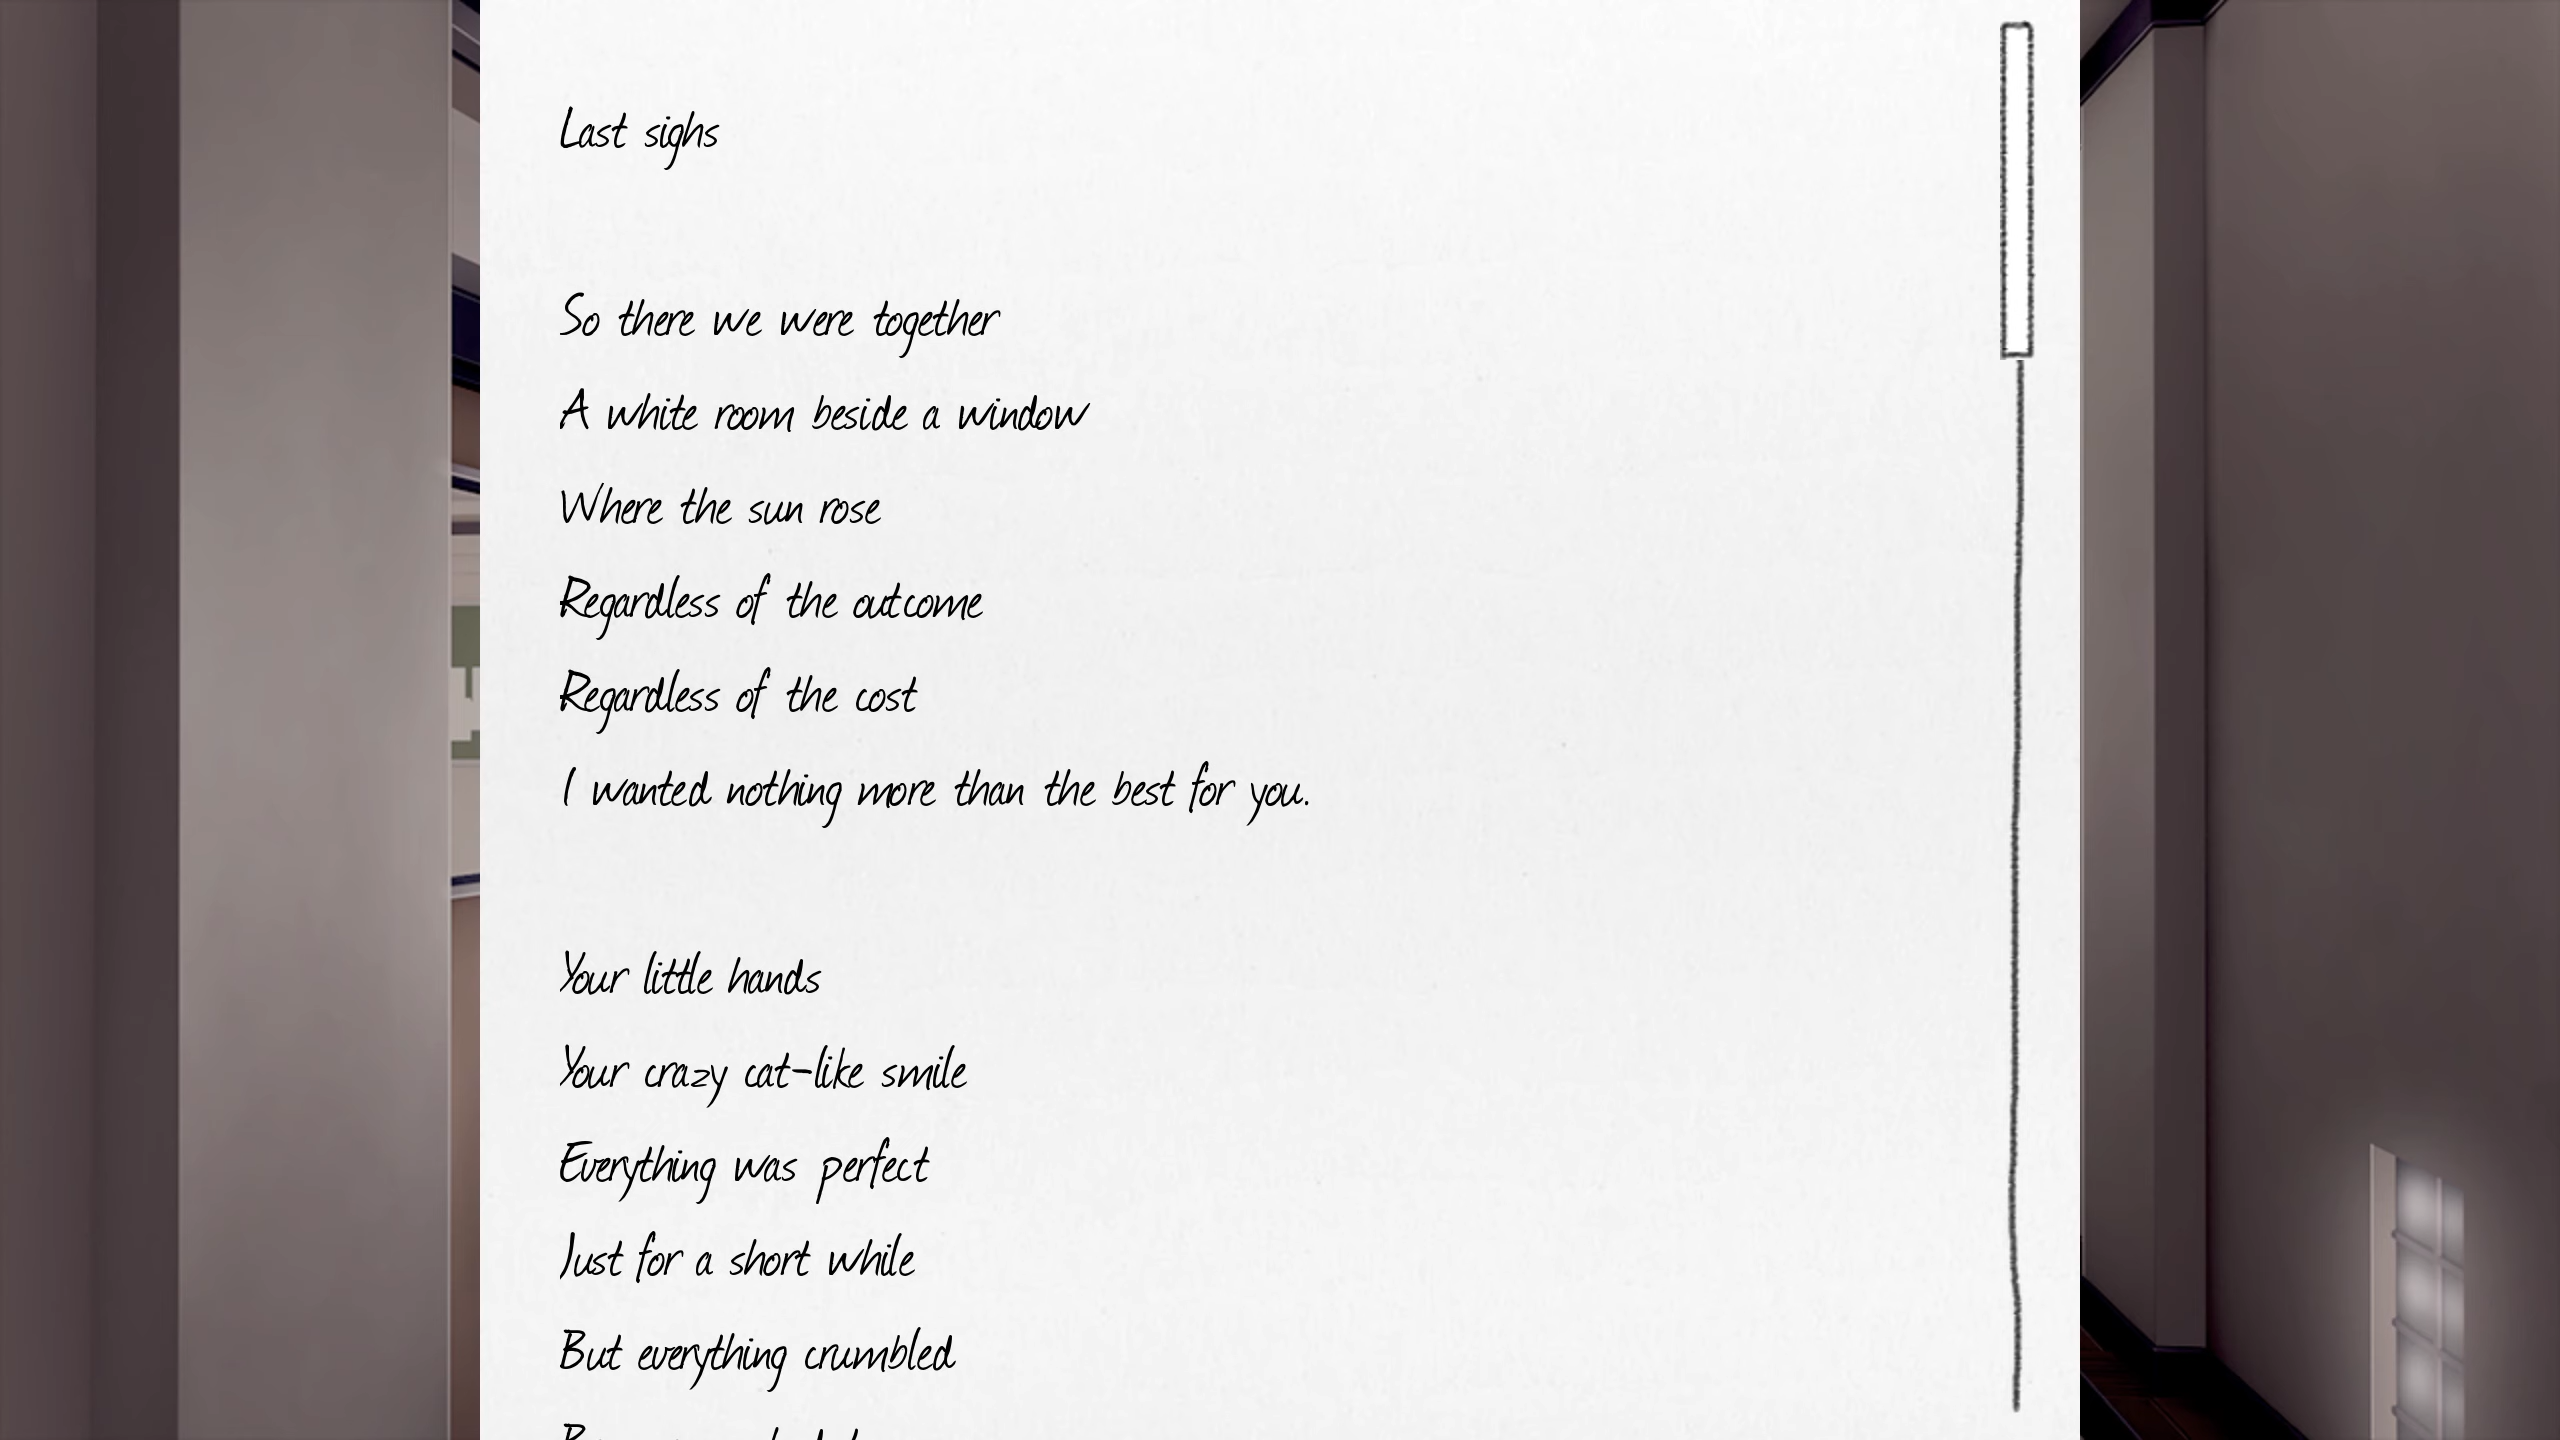 Last sighs
So there we were together
A white room beside a window
Where the sun rose
Regardless of the outcome
Regardless of the cost
I wanted nothing more than the best for you.
Your little hands
Your crazy cat-like smile
Everything was perfect
Just for a short while
But everything crumbled